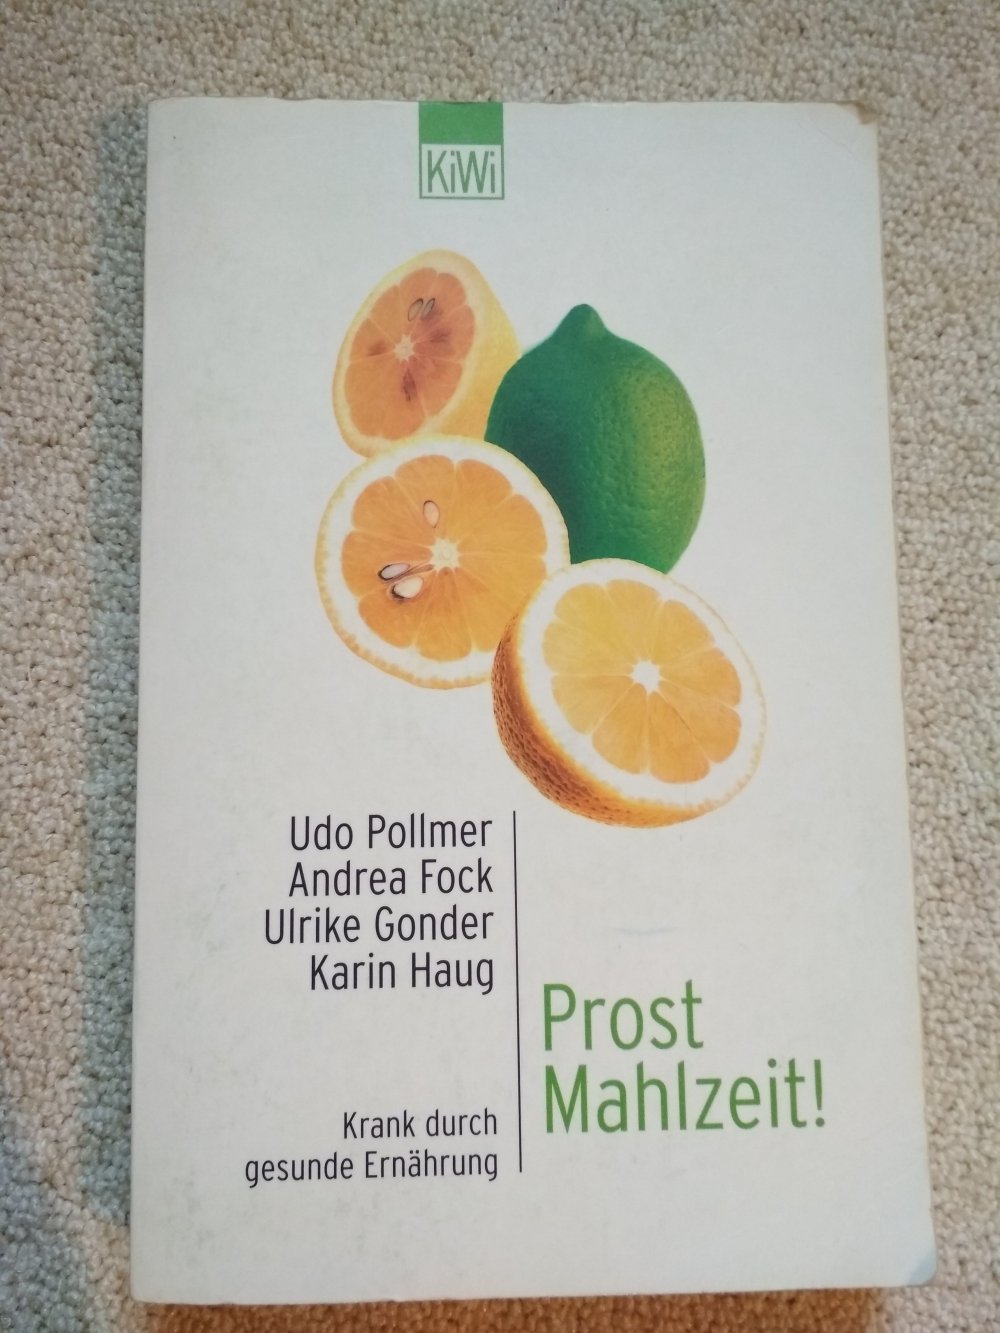 KiWi
Udo Pollmer
Andrea Fock
Ulrike Gonder
Karin Haug
Prost
Mahlzeit!
Krank durch
gesunde Ernährung